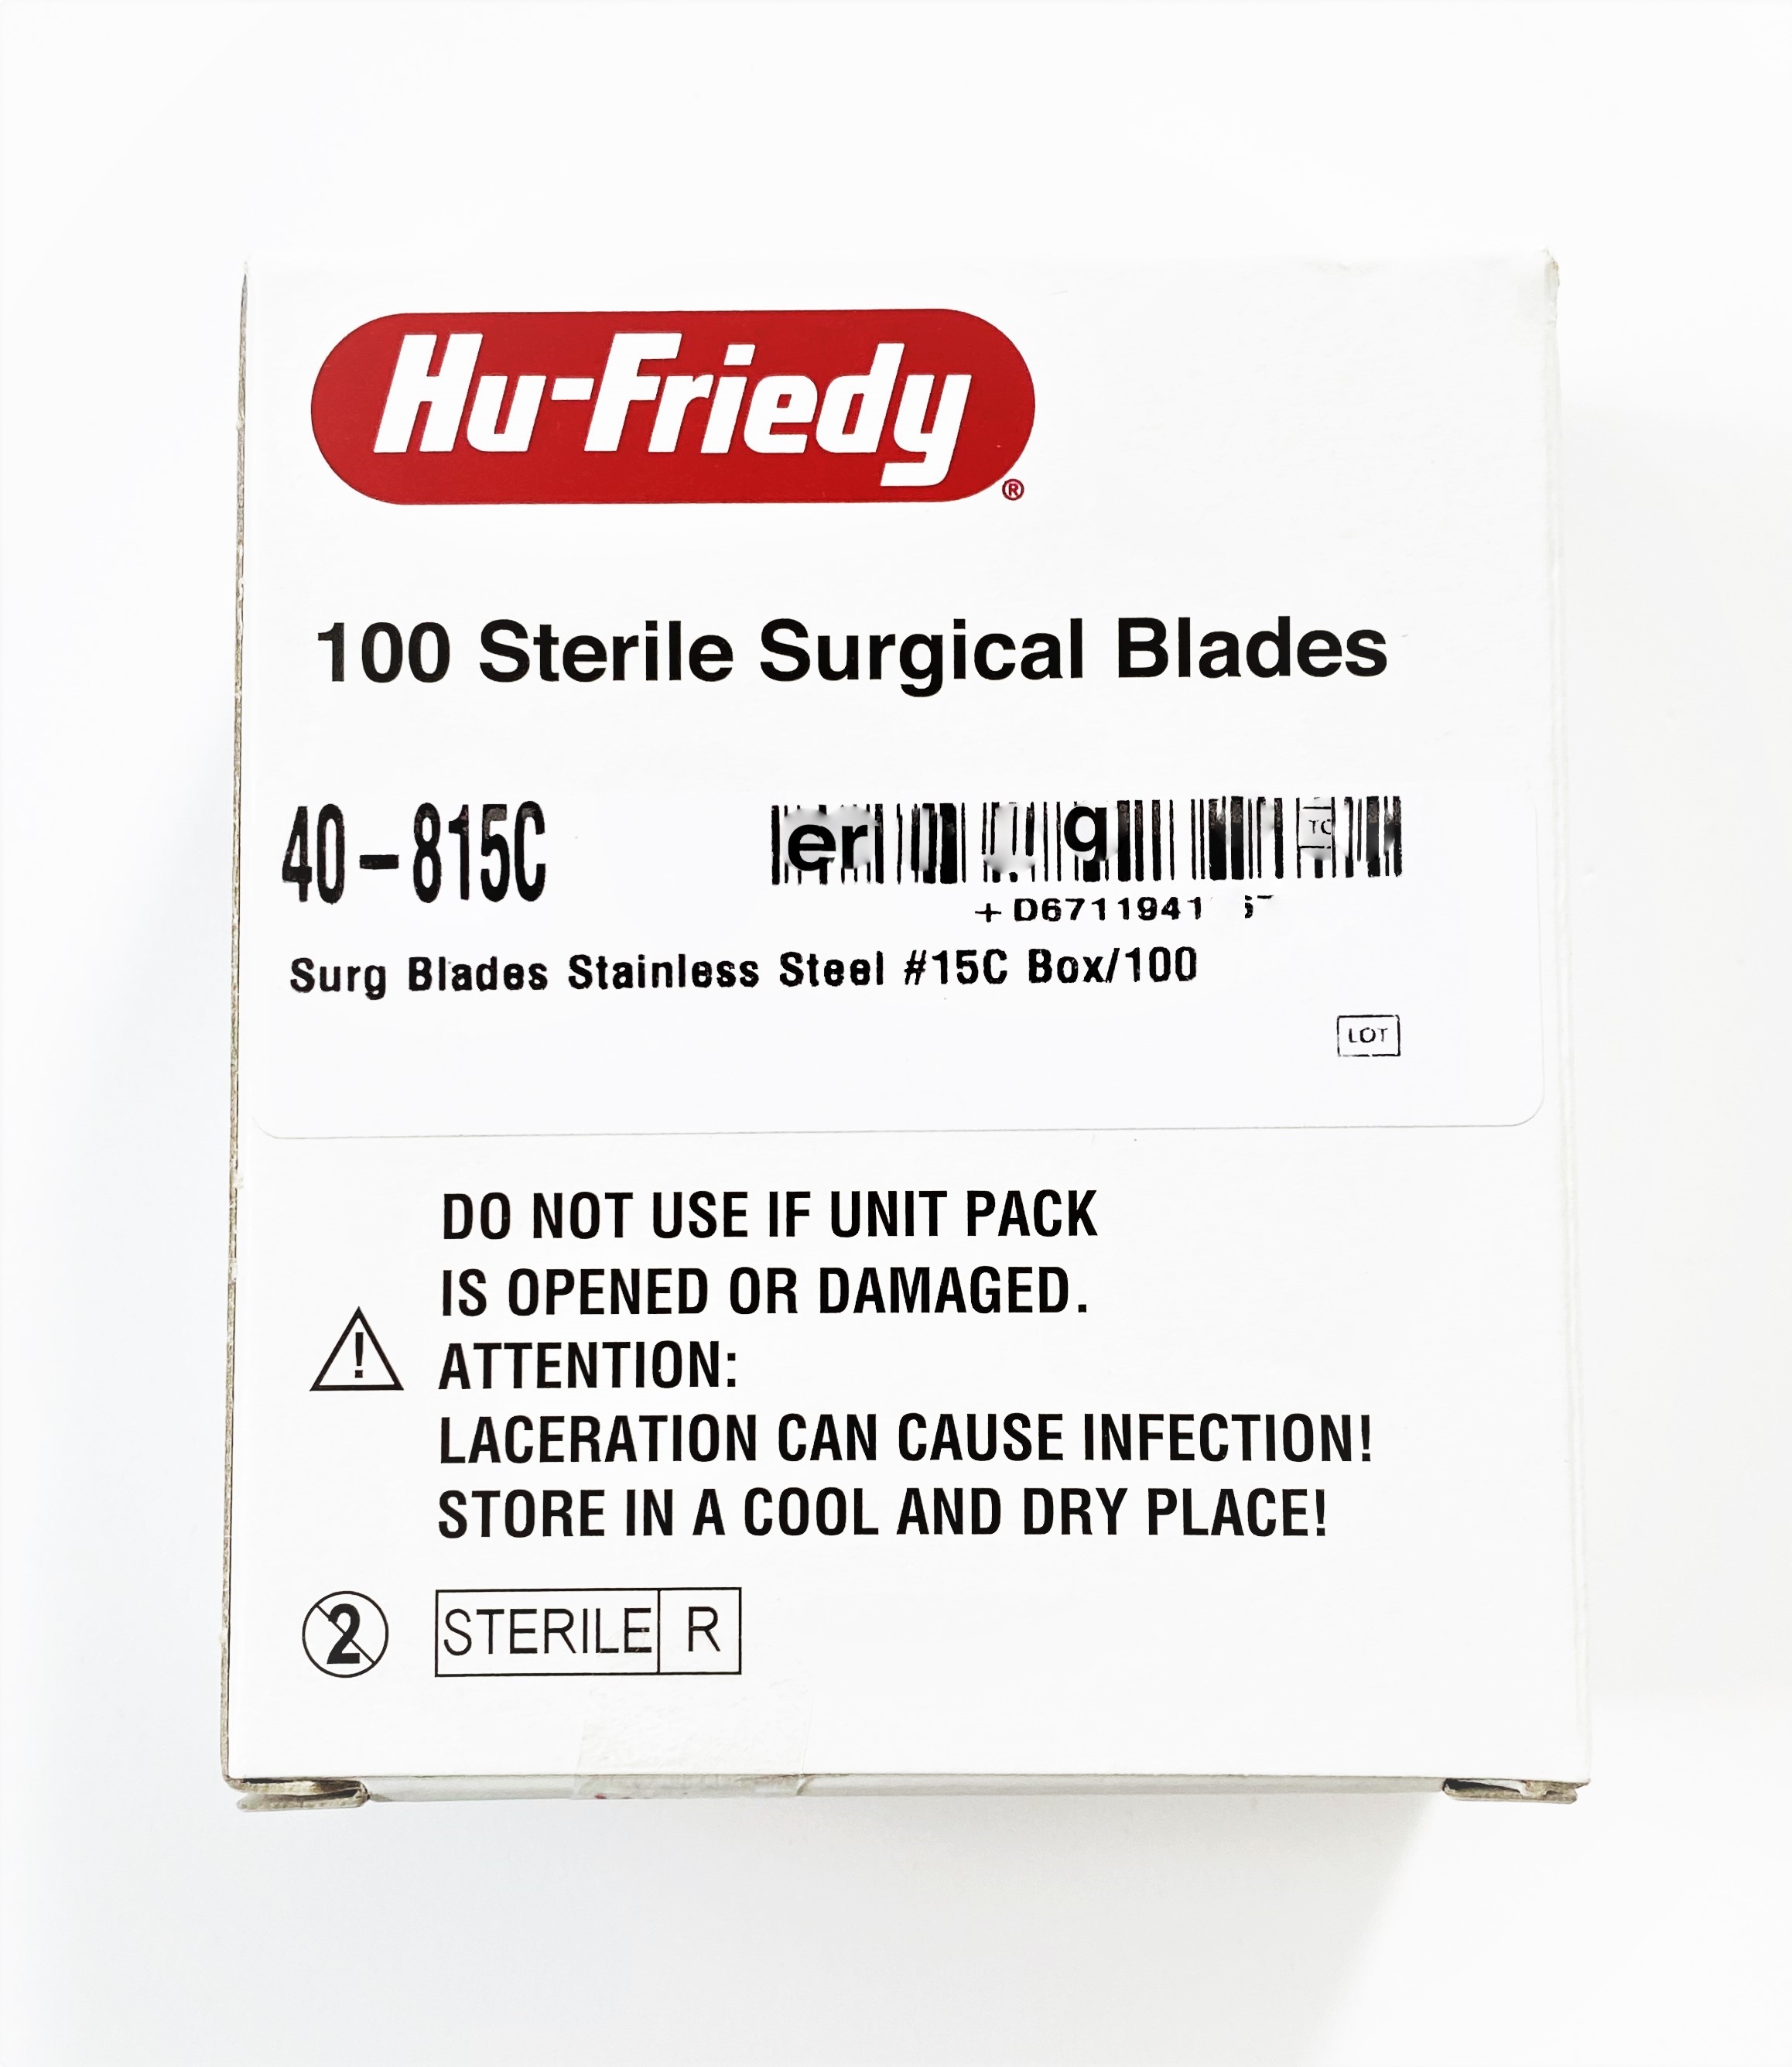 Hu-Friedy®
100 Sterile Surgical Blades
40-815C
Surg Blades Stainless Steel #15C Box/100
LOT
DO NOT USE IF UNIT PACK
IS OPENED OR DAMAGED.
ATTENTION:
LACERATION CAN CAUSE INFECTION!
STORE IN A COOL AND DRY PLACE!
2
STERILE R